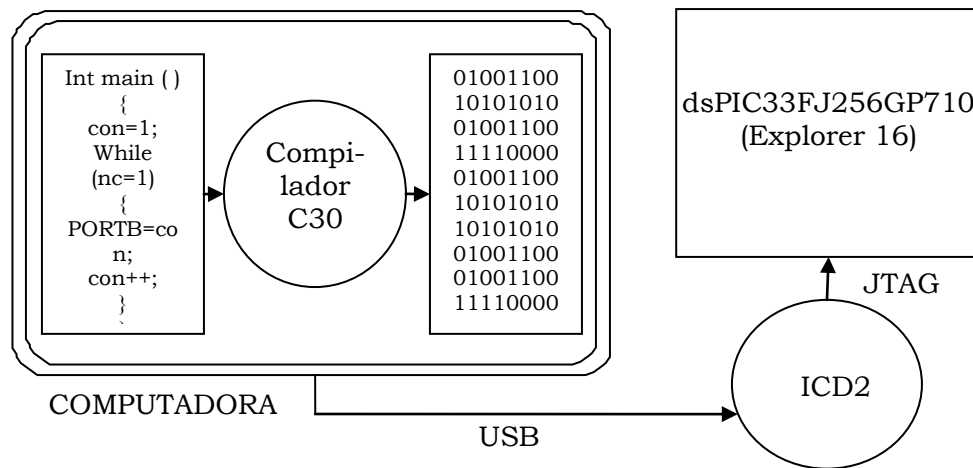 Int main ( )
{
con=1;
While
(nc=1)
{
PORTB=co
n;
con++;
}
Compi-
lador
C30
01001100
10101010
01001100
11110000
01001100
10101010
10101010
01001100
01001100
11110000
dsPIC33FJ256GP710
(Explorer 16)
JTAG
ICD2
COMPUTADORA
USB